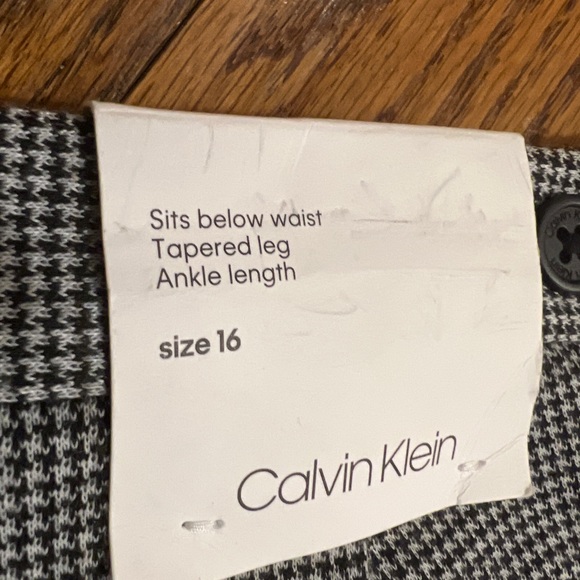 Sits below waist
Tapered leg
Ankle length
size 16
Calvin Klein